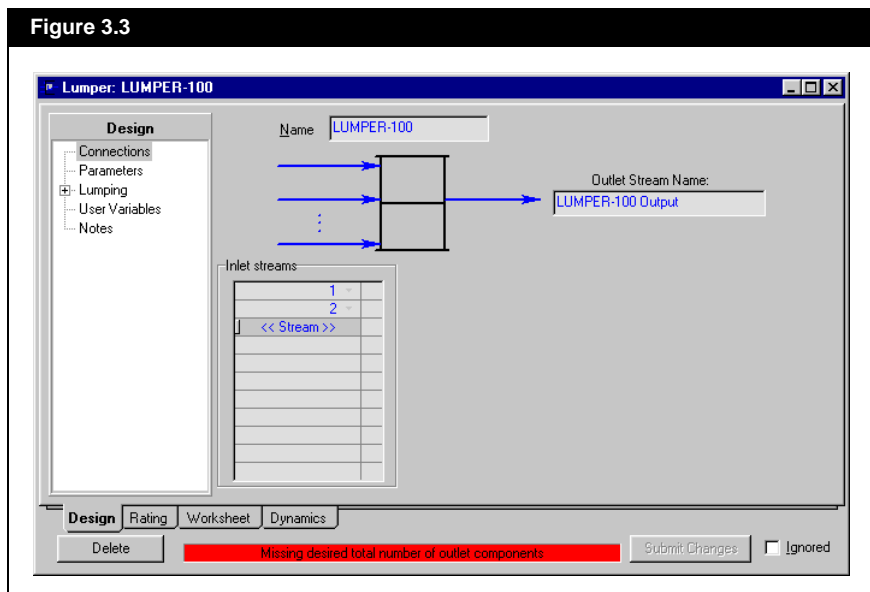 Figure 3.3
Lumper: LUMPER-100
Design
Connections
Parameters
Lumping
User Variables
Notes
Name LUMPER-100
Outlet Stream Name:
LUMPER-100 Output
Inlet streams
1
2
<< Stream >>
Design Rating Worksheet Dynamics
Delete Missing desired total number of outlet components Submit Changes Ignored